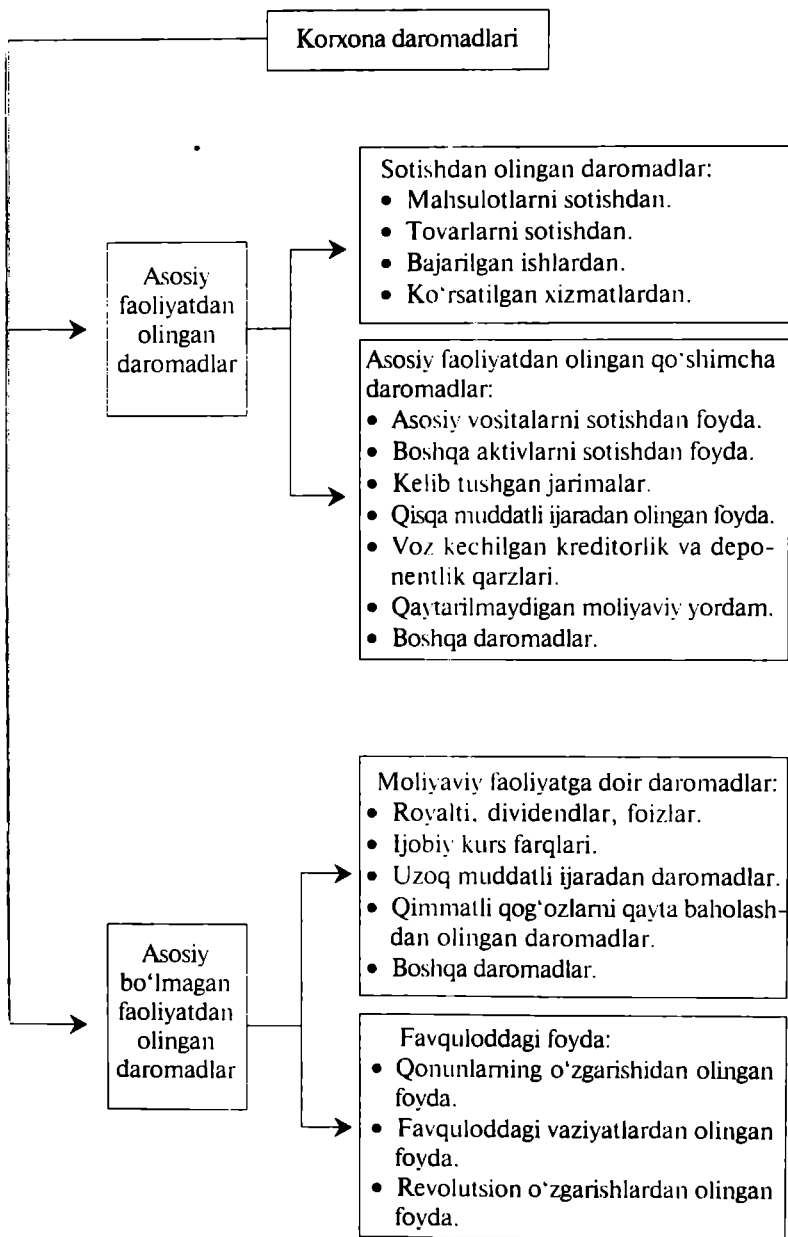 Korxona daromadlari
Asosiy
faoliyatdan
olingan
daromadlar
Sotishdan olingan daromadlar:
• Mahsulotlarni sotishdan.
• Tovarlarni sotishdan.
• Bajarilgan ishlardan.
• Ko‘rsatilgan xizmatlardan.
Asosiy faoliyatdan olingan qo‘shimcha
daromadlar:
• Asosiy vositalarni sotishdan foyda.
• Boshqa aktivlarni sotishdan foyda.
• Kelib tushgan jarimalar.
• Qisqa muddatli ijaradan olingan foyda.
• Voz kechilgan kreditorlik va depo-
nentlik qarzlari.
• Qaytarilmaydigan moliyaviy yordam.
• Boshqa daromadlar.
Asosiy
bo‘lmagan
faoliyatdan
olingan
daromadlar
Moliyaviy faoliyatga doir daromadlar:
• Royalti, dividendlar, foizlar.
• Ijobiy kurs farqlari.
• Uzoq muddatli ijaradan daromadlar.
• Qimmatli qog‘ozlarni qayta baholash-
dan olingan daromadlar.
• Boshqa daromadlar.
Favquloddagi foyda:
• Qonunlarning o‘zgarishidan olingan
foyda.
• Favquloddagi vaziyatlardan olingan
foyda.
• Revolutsion o‘zgarishlardan olingan
foyda.